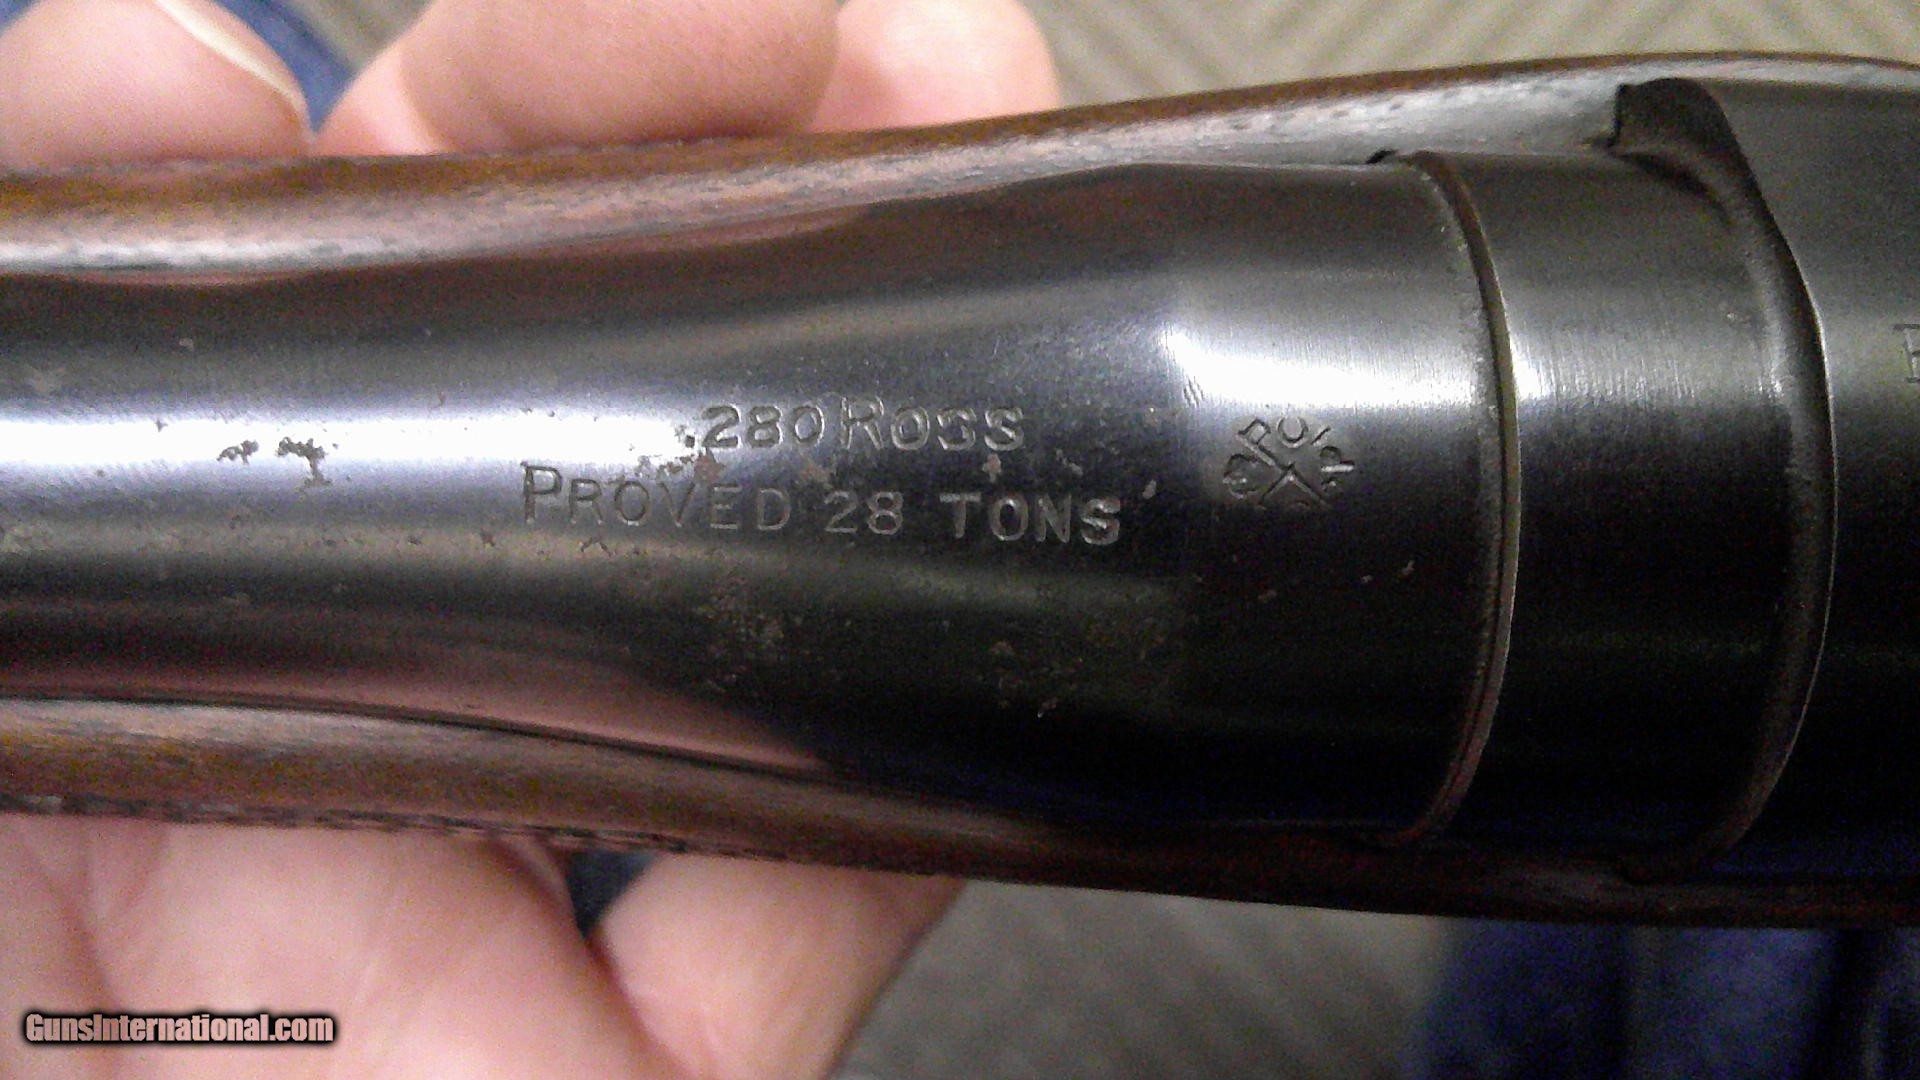 .280 ROSS
PROVED 28 TONS
GunsInternational.com